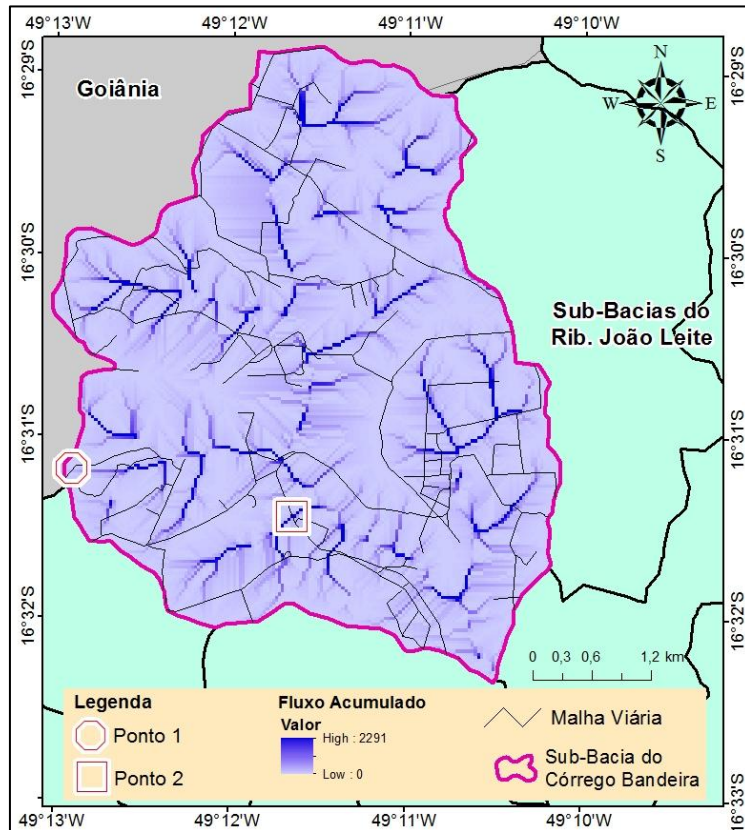 49°13'W 49°12'W 49°11'W 49°10'W
16°29'S 16°29'S
Goiânia
N
W E
S
16°30'S 16°30'S
Sub-Bacias do
Rib. João Leite
16°31'S 16°31'S
16°32'S 16°32'S
0 0,3 0,6 1,2 km
Legenda
Ponto 1
Ponto 2
Fluxo Acumulado
Valor
High : 2291
Low : 0
Malha Viária
Sub-Bacia do
Córrego Bandeira
16°33'S 16°33'S
49°13'W 49°12'W 49°11'W 49°10'W